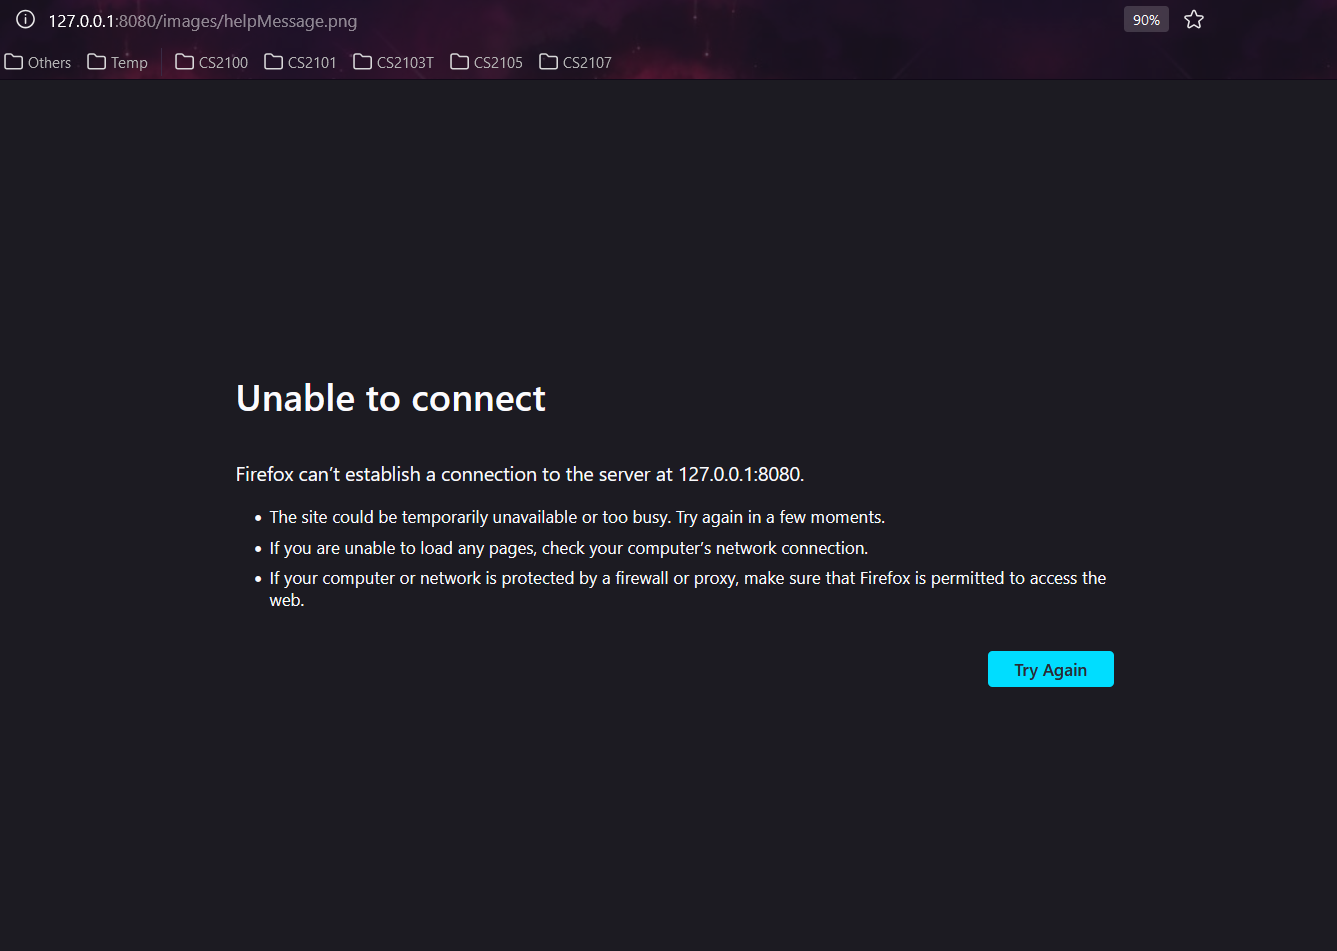 127.0.0.1:8080/images/helpMessage.png
90%
Others Temp CS2100 CS2101 CS2103T CS2105 CS2107
Unable to connect
Firefox can’t establish a connection to the server at 127.0.0.1:8080.
• The site could be temporarily unavailable or too busy. Try again in a few moments.
• If you are unable to load any pages, check your computer’s network connection.
• If your computer or network is protected by a firewall or proxy, make sure that Firefox is permitted to access the
web.
Try Again